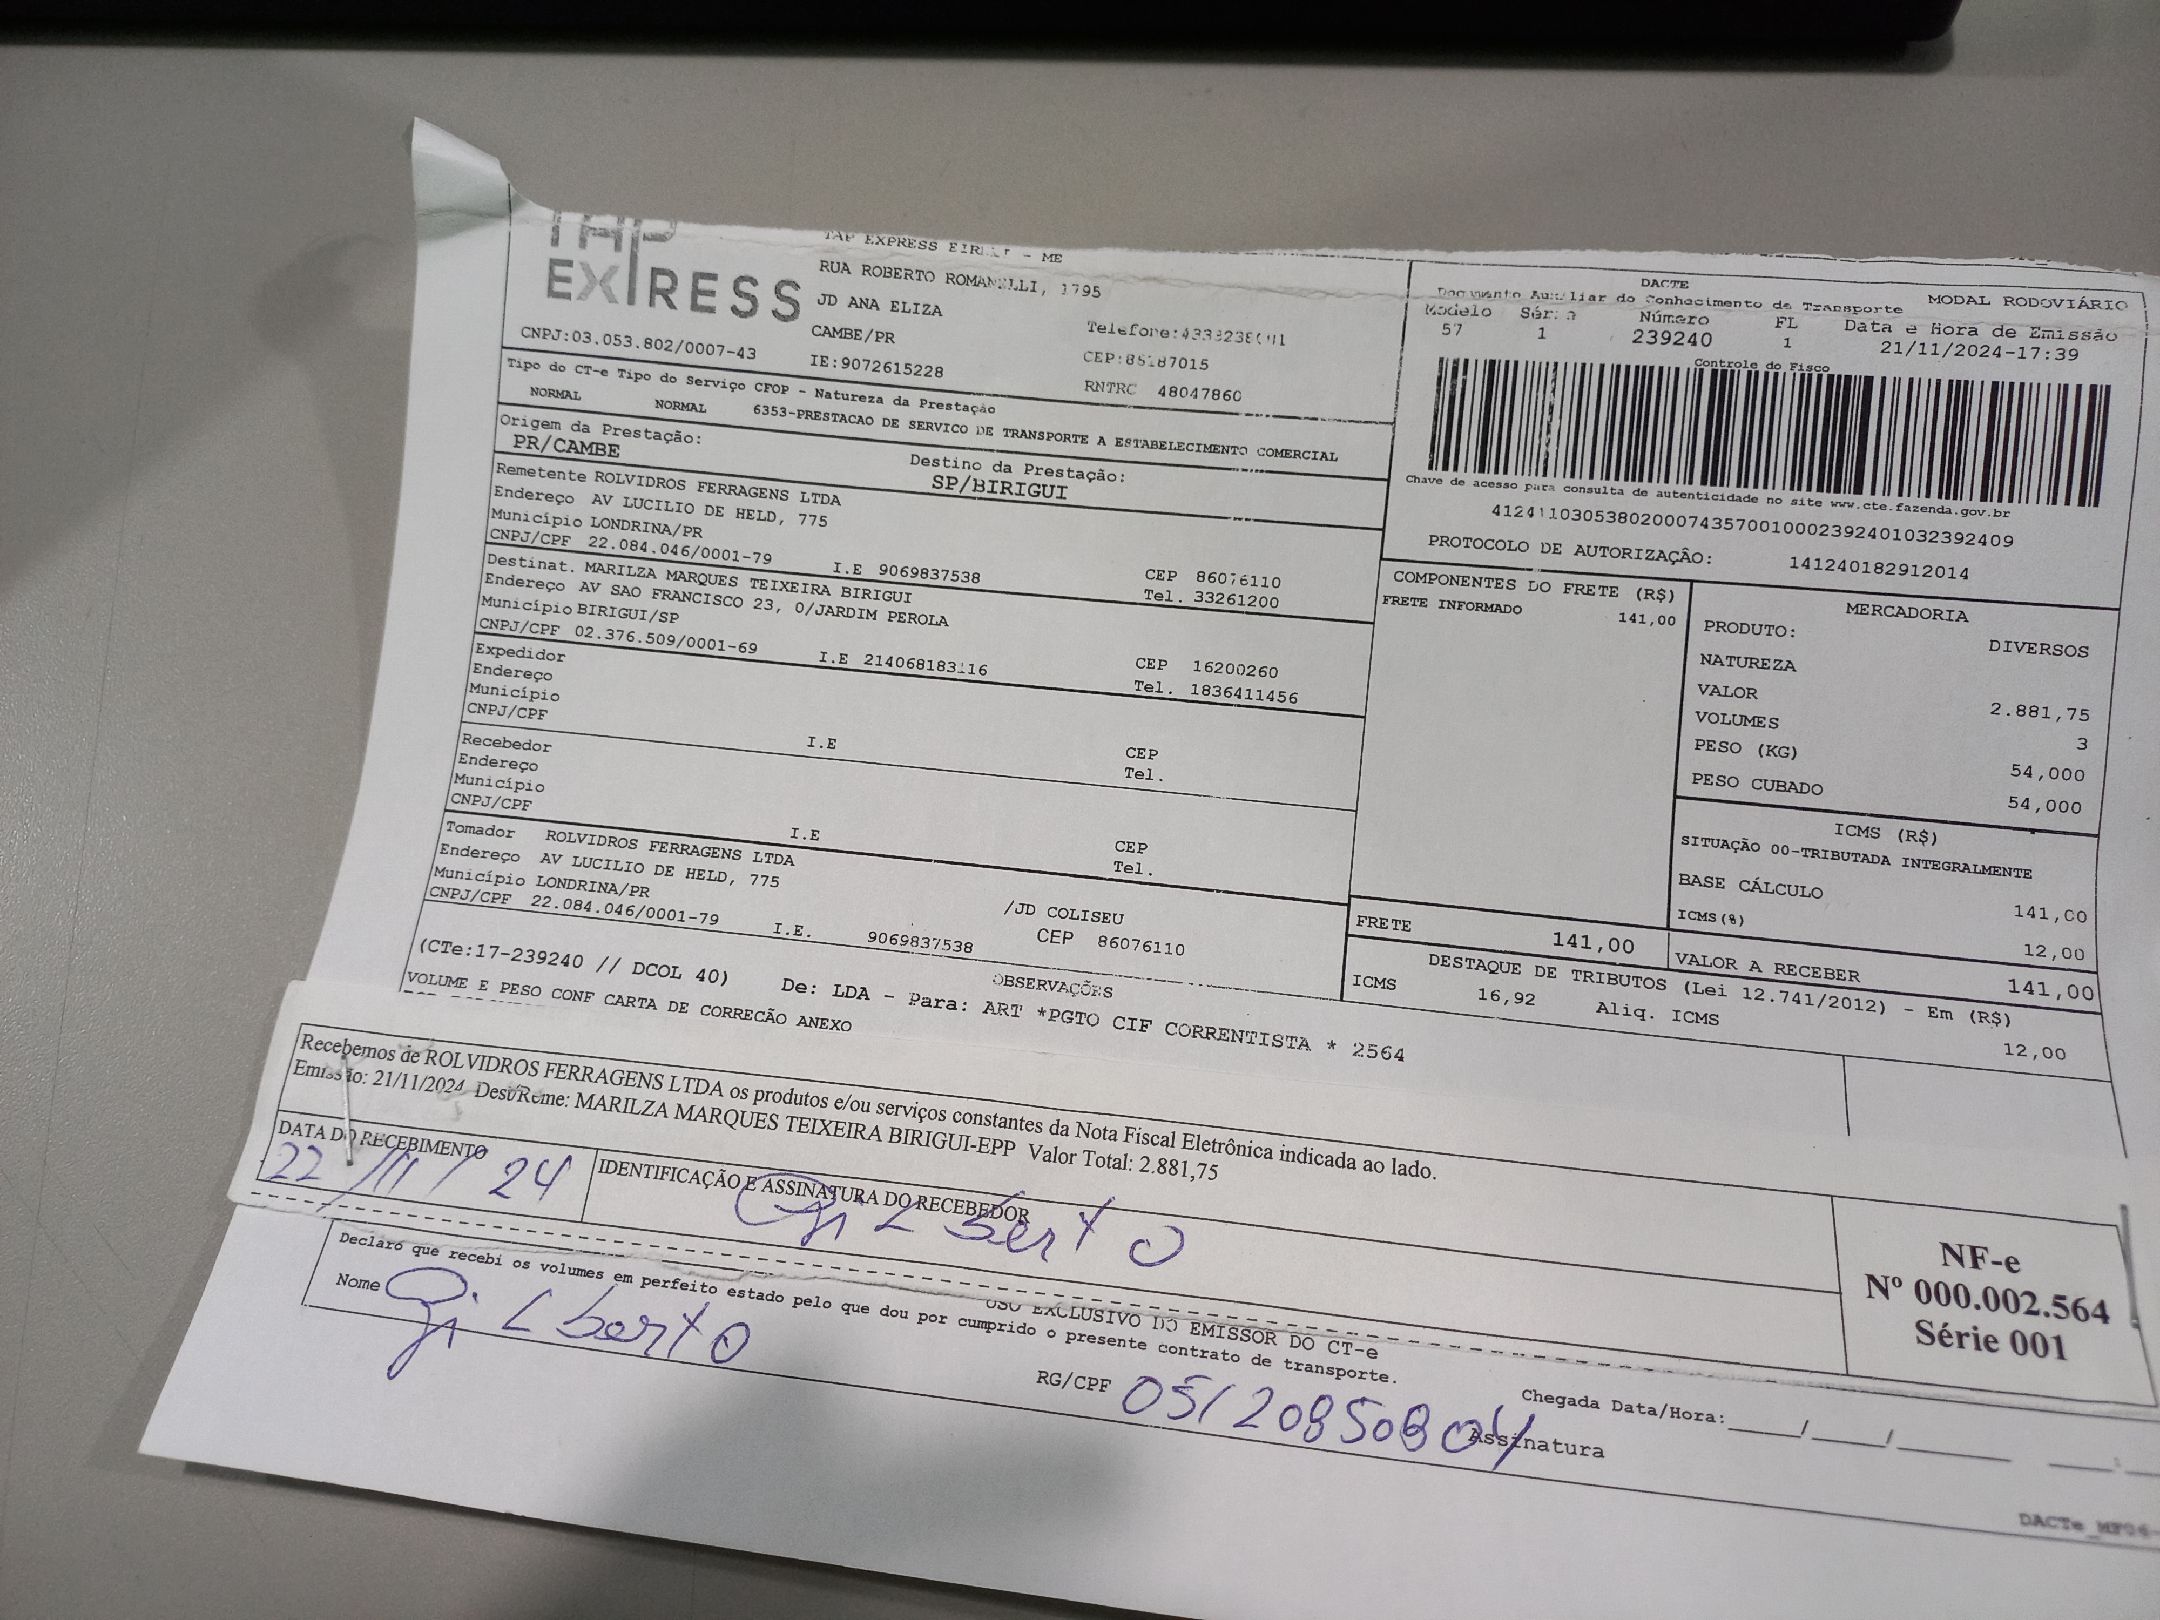 TAP
EXPRESS
CNPJ:03.053.802/0007-43
TAP EXPRESS - ME
RUA ROBERTO ROMANELLI, 1795
JD ANA ELIZA
CAMBE/PR
IE:9072615228
CEP:86187015
RNTRC 48047860
DACTE
Documento Auxiliar do Conhecimento de Transporte
MODAL RODOVIÁRIO
Modelo Série Número FL Data e Hora de Emissão
57 1 239240 1 21/11/2024-17:39
Controle do Fisco
Chave de acesso para consulta de autenticidade no site www.cte.fazenda.gov.br
41241103053802000743570010002392401032392409
PROTOCOLO DE AUTORIZAÇÃO: 141240182912014
Tipo do CT-e Tipo do Serviço CFOP - Natureza da Prestação
NORMAL NORMAL 6353-PRESTACAO DE SERVICO DE TRANSPORTE A ESTABELECIMENTO COMERCIAL
Origem da Prestação: Destino da Prestação:
PR/CAMBE SP/BIRIGUI
Remetente ROLVIDROS FERRAGENS LTDA
Endereço AV LUCILIO DE HELD, 775
Município LONDRINA/PR CEP 86076110
CNPJ/CPF 22.084.046/0001-79 I.E 9069837538 Tel. 33261200
Destinat. MARILZA MARQUES TEIXEIRA BIRIGUI
Endereço AV SAO FRANCISCO 23, 0/JARDIM PEROLA
Município BIRIGUI/SP CEP 16200260
CNPJ/CPF 02.376.509/0001-69 I.E 214068183116 Tel. 1836411456
Expedidor
Endereço
Município CEP
CNPJ/CPF I.E Tel.
Recebedor
Endereço
Município CEP
CNPJ/CPF I.E Tel.
Tomador ROLVIDROS FERRAGENS LTDA
Endereço AV LUCILIO DE HELD, 775 /JD COLISEU
Município LONDRINA/PR CEP 86076110
CNPJ/CPF 22.084.046/0001-79 I.E. 9069837538
COMPONENTES DO FRETE (R$)
FRETE INFORMADO 141,00
MERCADORIA
PRODUTO: DIVERSOS
NATUREZA
VALOR 2.881,75
VOLUMES 3
PESO (KG) 54,000
PESO CUBADO 54,000
ICMS (R$)
SITUAÇÃO 00-TRIBUTADA INTEGRALMENTE
BASE CÁLCULO 141,00
ICMS(%) 12,00
FRETE 141,00 VALOR A RECEBER 141,00
DESTAQUE DE TRIBUTOS (Lei 12.741/2012) - Em (R$)
ICMS 16,92 Aliq. ICMS 12,00
OBSERVAÇÕES
(CTe:17-239240 // DCOL 40) De: LDA - Para: ART *PGTO CIF CORRENTISTA * 2564
VOLUME E PESO CONF CARTA DE CORRECÃO ANEXO
Recebemos de ROLVIDROS FERRAGENS LTDA os produtos e/ou serviços constantes da Nota Fiscal Eletrônica indicada ao lado.
Emissão: 21/11/2024 Dest/Reme: MARILZA MARQUES TEIXEIRA BIRIGUI-EPP Valor Total: 2.881,75
DATA DO RECEBIMENTO IDENTIFICAÇÃO E ASSINATURA DO RECEBEDOR
22/11/24 Gilberto
NF-e
Nº 000.002.564
Série 001
USO EXCLUSIVO DO EMISSOR DO CT-e
Declaro que recebi os volumes em perfeito estado pelo que dou por cumprido o presente contrato de transporte.
Nome Gilberto RG/CPF Chegada Data/Hora:
Assinatura